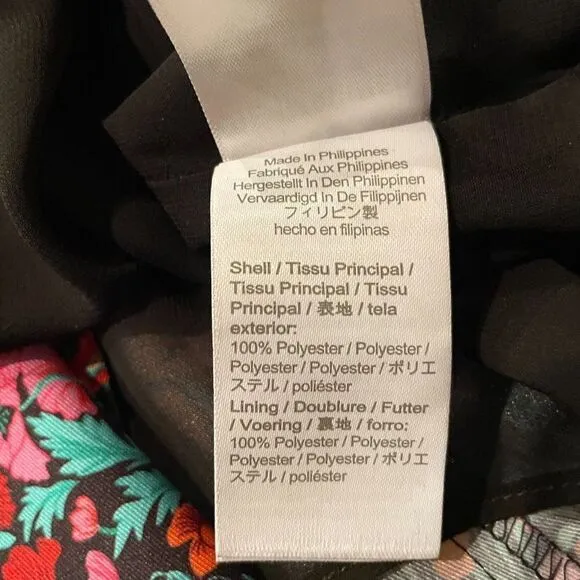 Made In Philippines
Fabriqué Aux Philippines
Hergestellt In Den Philippinen
Vervaardigd In De Filippijnen
フィリピン製
hecho en filipinas
Shell / Tissu Principal /
Tissu Principal / Tissu
Principal / 表地 / tela
exterior:
100% Polyester / Polyester /
Polyester / Polyester / ポリエ
ステル / poliéster
Lining / Doublure / Futter
/ Voering / 裏地 / forro:
100% Polyester / Polyester /
Polyester / Polyester / ポリエ
ステル / poliéster